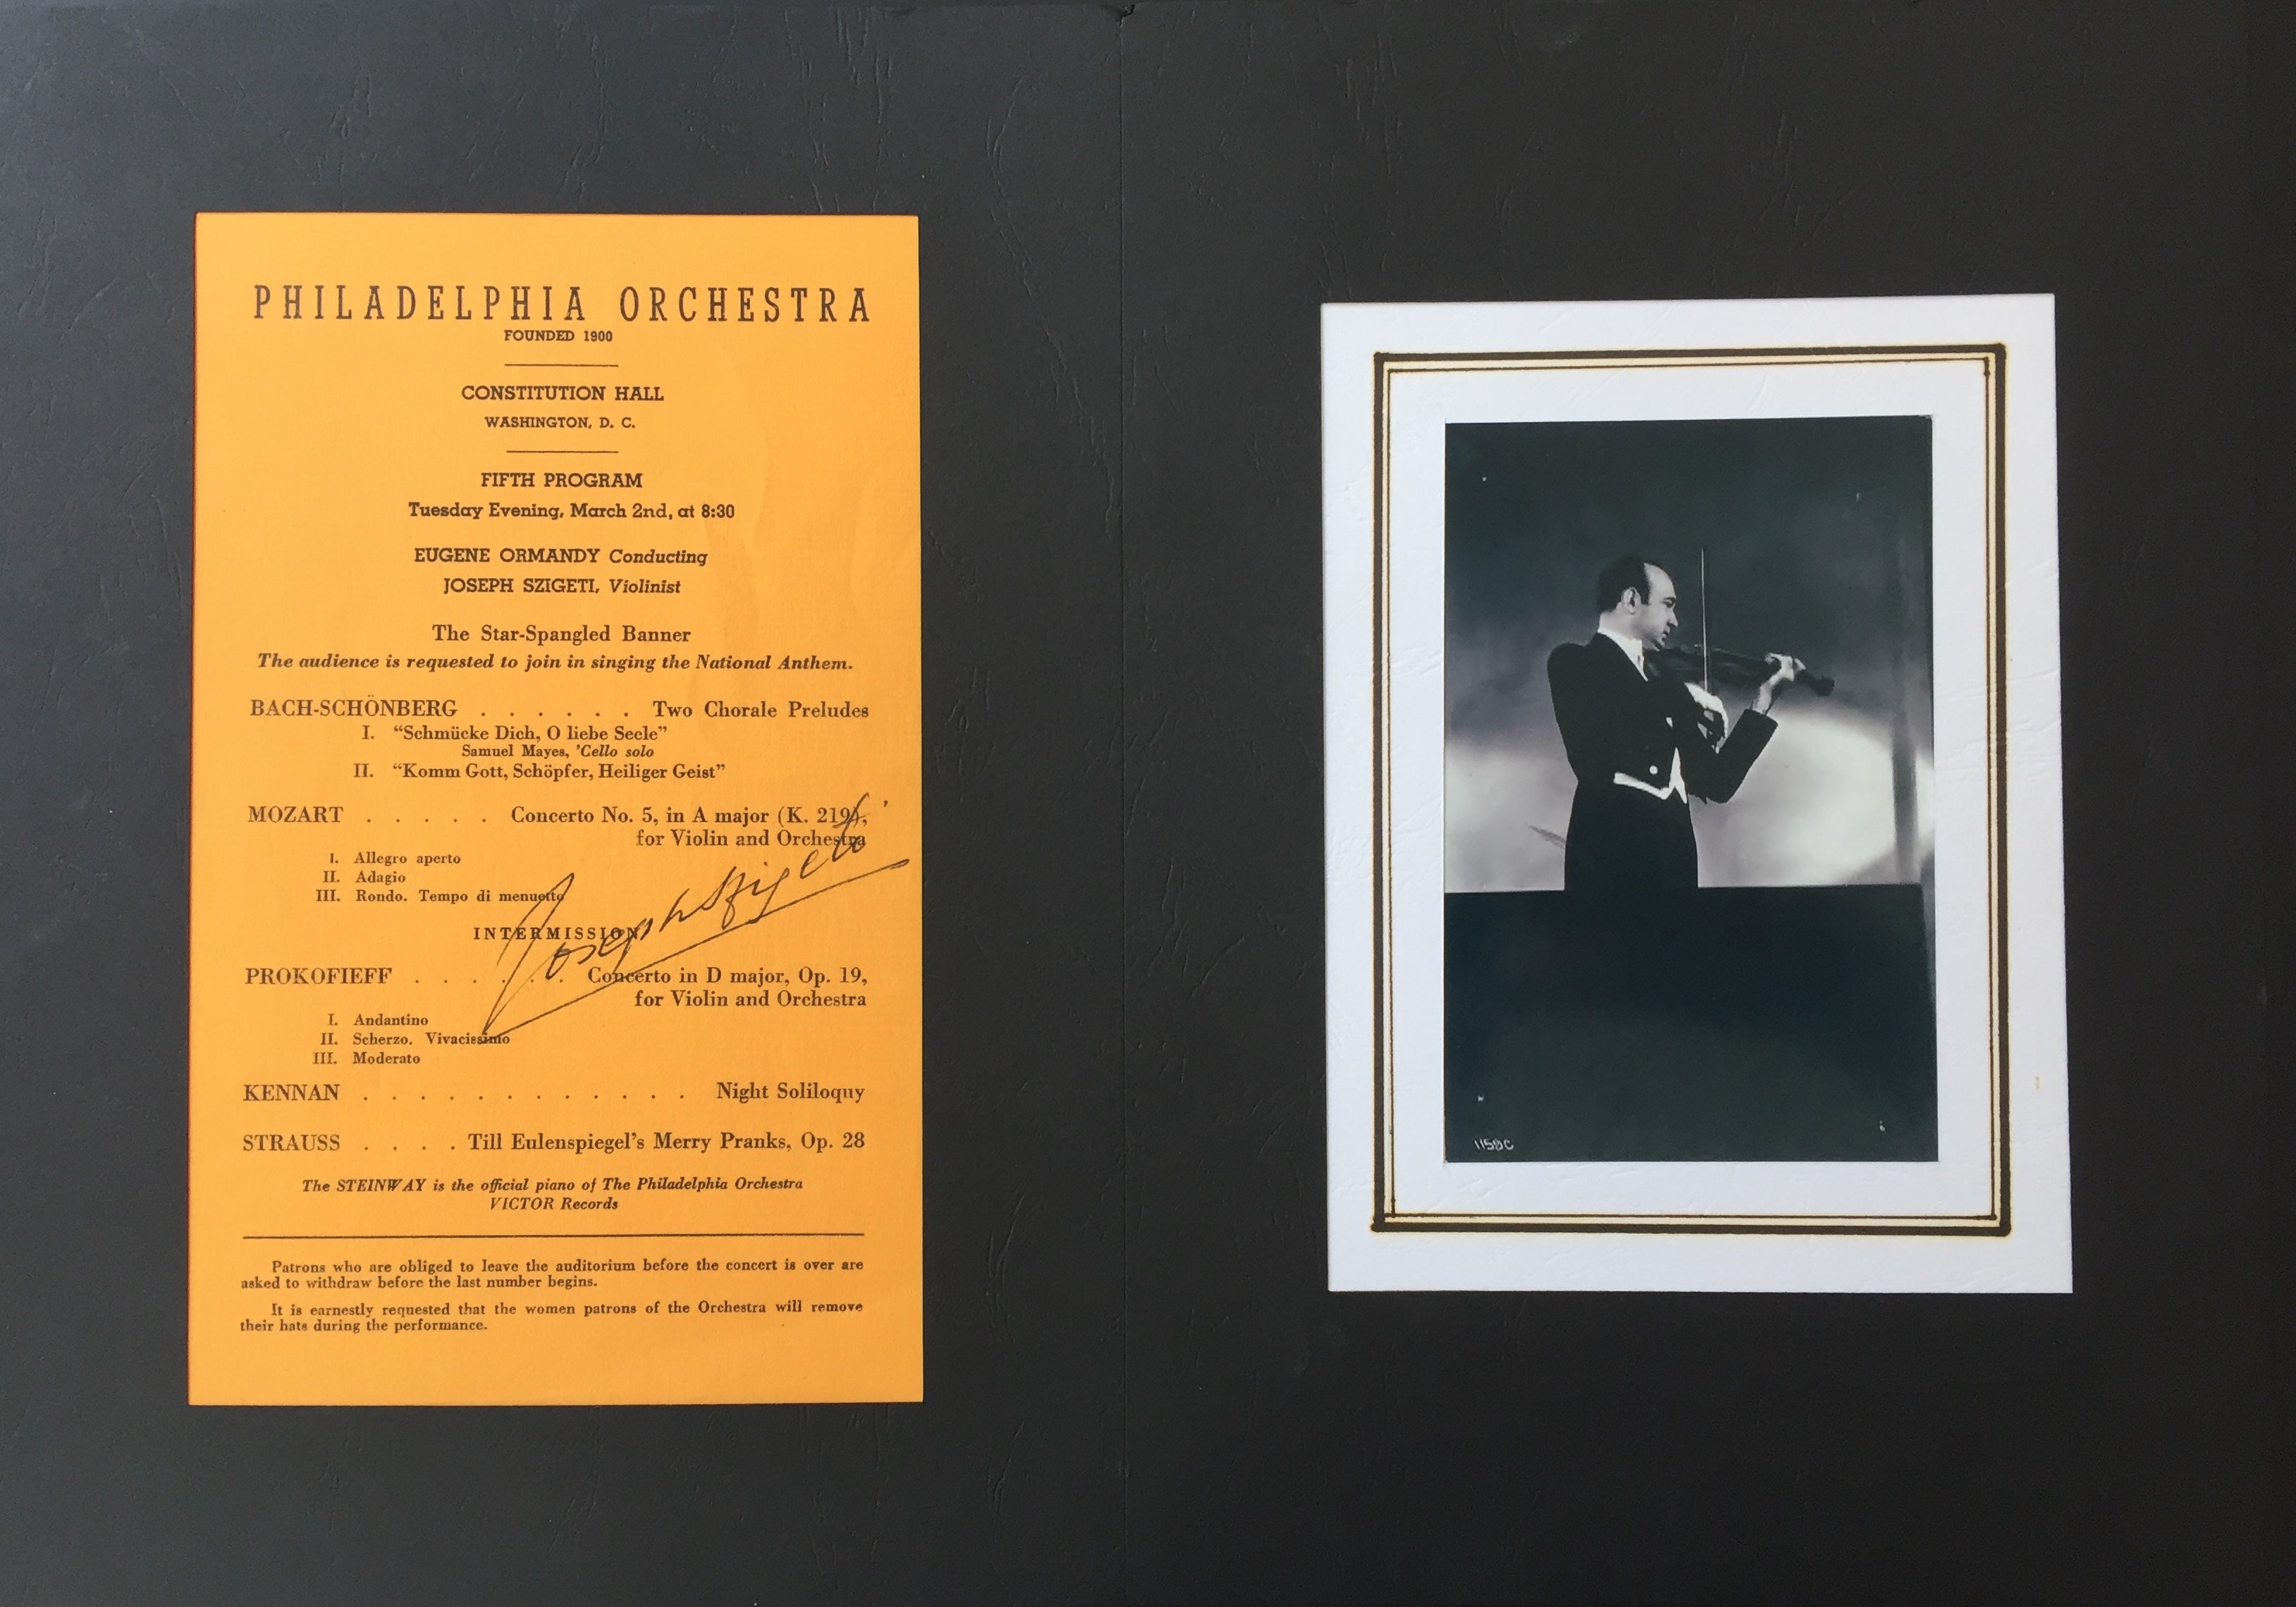 PHILADELPHIA ORCHESTRA
FOUNDED 1900
CONSTITUTION HALL
WASHINGTON, D. C.
FIFTH PROGRAM
Tuesday Evening, March 2nd, at 8:30
EUGENE ORMANDY Conducting
JOSEPH SZIGETI, Violinist
The Star-Spangled Banner
The audience is requested to join in singing the National Anthem.
BACH-SCHÖNBERG . . . . . . Two Chorale Preludes
I. “Schmücke Dich, O liebe Seele”
Samuel Mayes, 'Cello solo
II. “Komm Gott, Schöpfer, Heiliger Geist”
MOZART . . . . . Concerto No. 5, in A major (K. 219),
for Violin and Orchestra
I. Allegro aperto
II. Adagio
III. Rondo. Tempo di menuetto
INTERMISSION
Joseph Szigeti
PROKOFIEFF . . . . . . Concerto in D major, Op. 19,
for Violin and Orchestra
I. Andantino
II. Scherzo. Vivacissimo
III. Moderato
KENNAN . . . . . . . . . . . . Night Soliloquy
STRAUSS . . . . Till Eulenspiegel's Merry Pranks, Op. 28
The STEINWAY is the official piano of The Philadelphia Orchestra
VICTOR Records
Patrons who are obliged to leave the auditorium before the concert is over are
asked to withdraw before the last number begins.
It is earnestly requested that the women patrons of the Orchestra will remove
their hats during the performance.
1158C